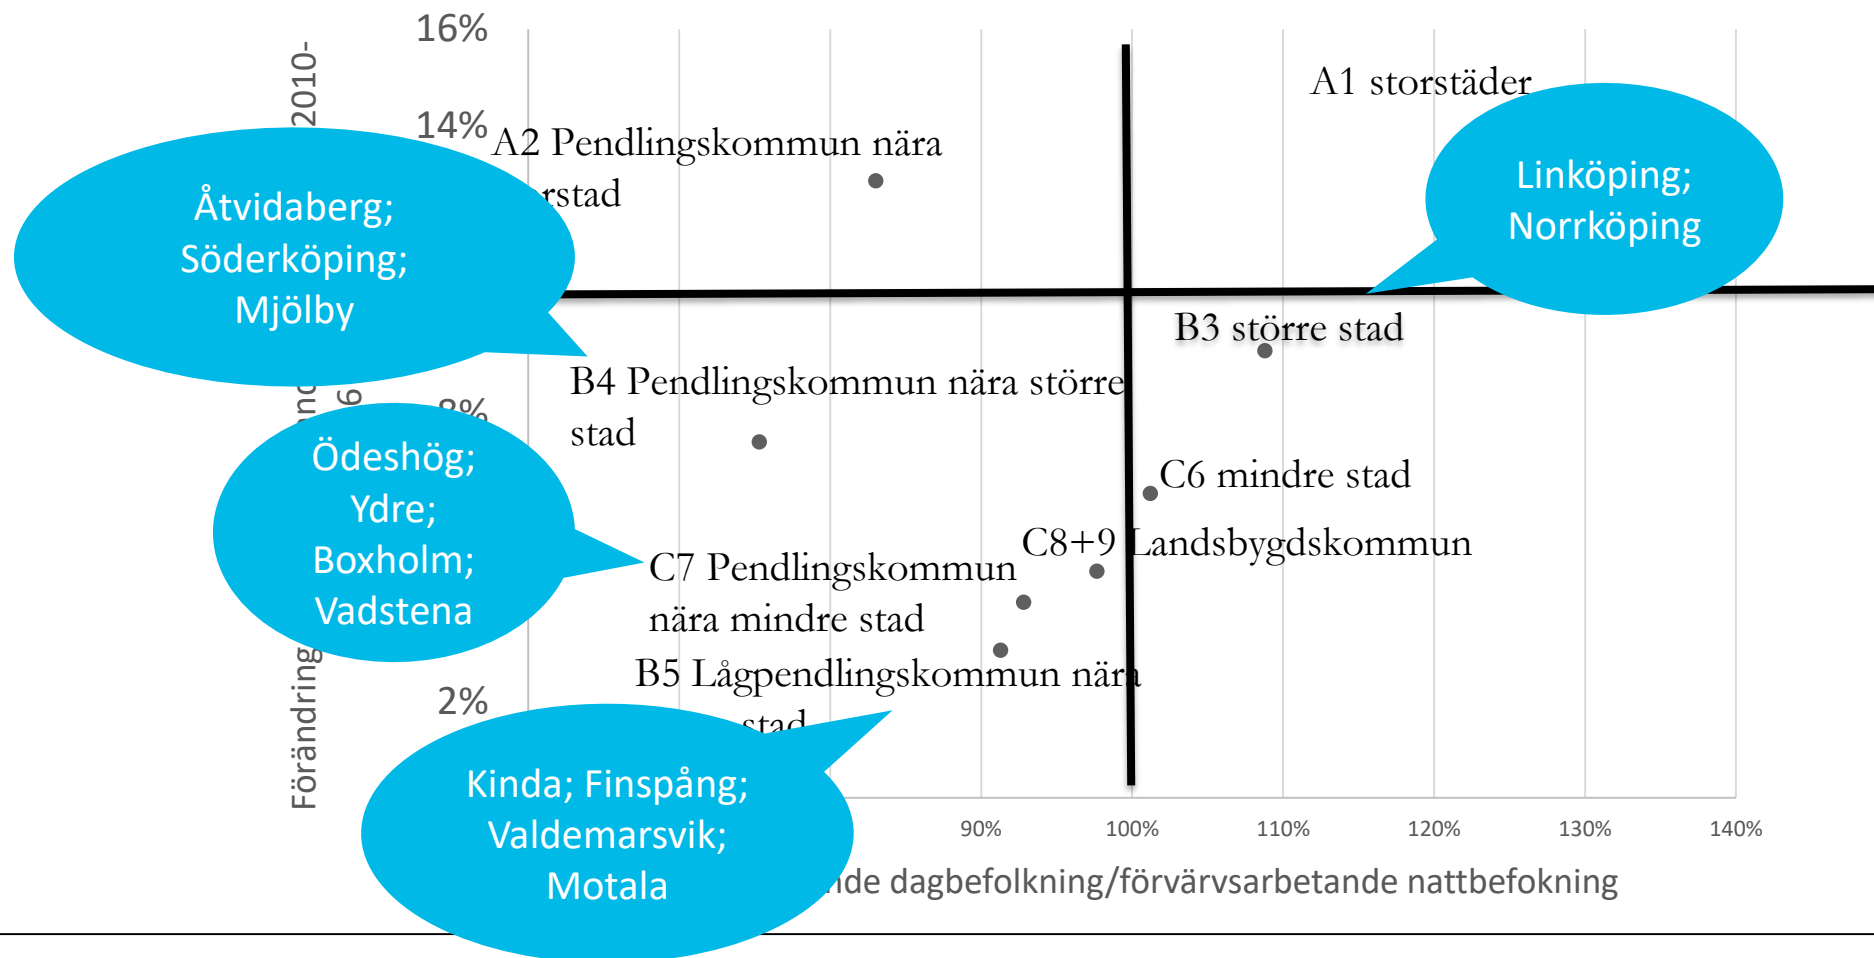 16%
14%
8%
2%
Förändring
2010-
6
A1 storstäder
A2 Pendlingskommun nära
Linköping;
Norrköping
Åtvidaberg;
Söderköping;
Mjölby
B3 större stad
B4 Pendlingskommun nära större
stad
Ödeshög;
Ydre;
Boxholm;
Vadstena
C6 mindre stad
C8+9 Landsbygdskommun
C7 Pendlingskommun
nära mindre stad
B5 Lågpendlingskommun nära
stad
Kinda; Finspång;
Valdemarsvik;
Motala
90%
100%
110%
120%
130%
140%
dagbefolkning/förvärvsarbetande nattbefokning